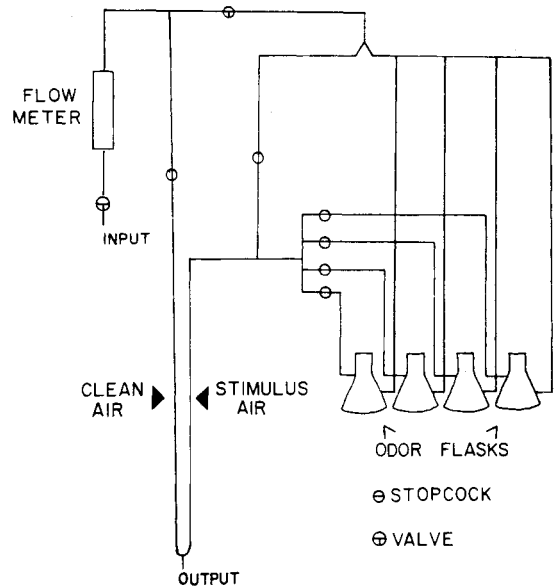 FLOW
METER
INPUT
CLEAN
AIR
STIMULUS
AIR
ODOR FLASKS
STOPCOCK
VALVE
OUTPUT